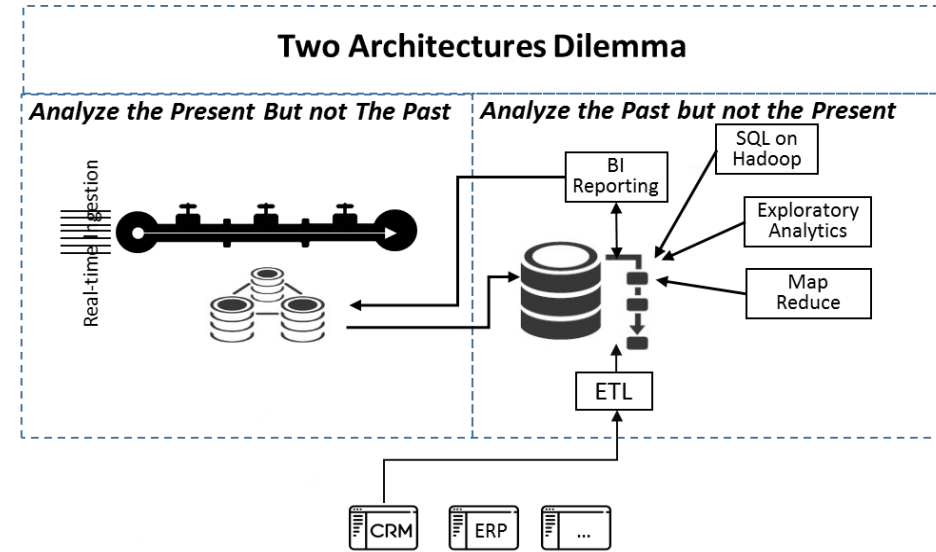 Two Architectures Dilemma
Analyze the Present But not The Past
Analyze the Past but not the Present
Real-time Ingestion
BI
Reporting
SQL on
Hadoop
Exploratory
Analytics
Map
Reduce
ETL
CRM
ERP
...